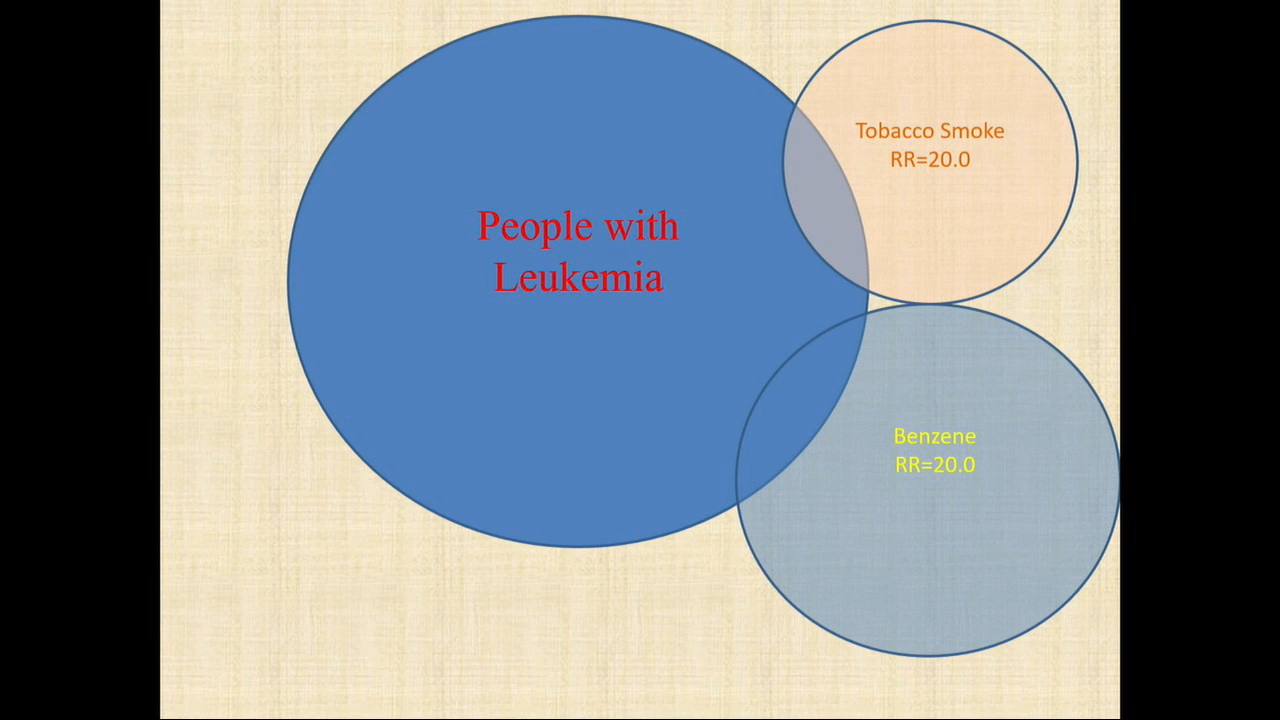 People with
Leukemia
Tobacco Smoke
RR=20.0
Benzene
RR=20.0